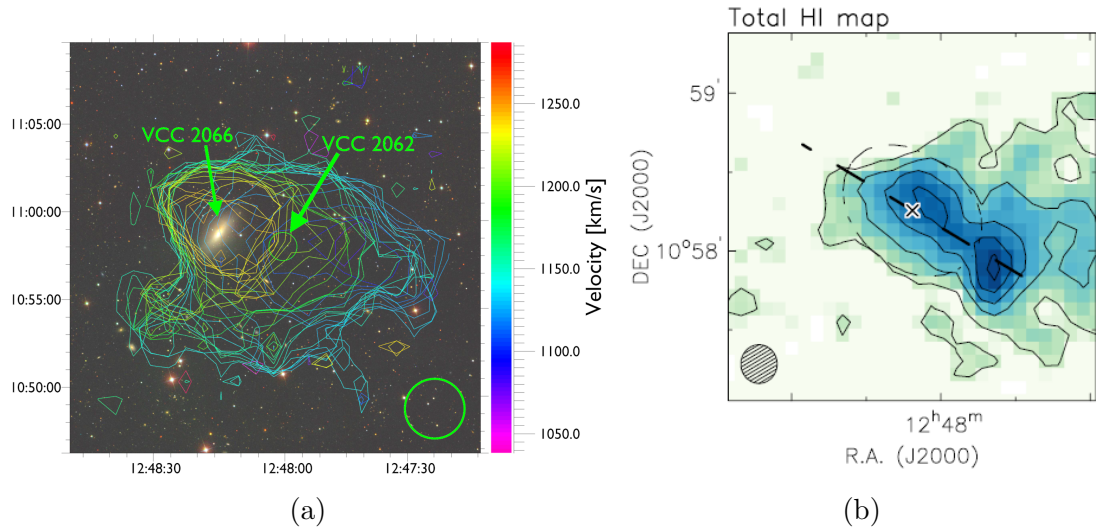 VCC 2066
VCC 2062
11:05:00
11:00:00
10:55:00
10:50:00
12:48:30
12:48:00
12:47:30
1250.0
1200.0
1150.0
1100.0
1050.0
Velocity [km/s]
(a)
Total HI map
59'
10°58'
DEC (J2000)
12h48m
R.A. (J2000)
(b)